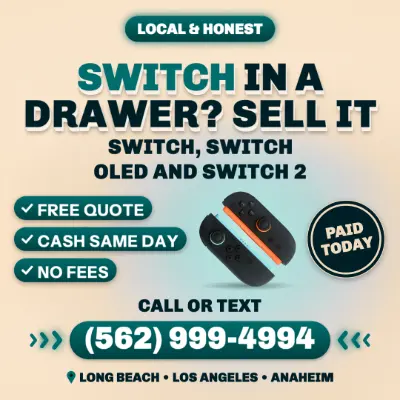 LOCAL & HONEST
SWITCH IN A
DRAWER? SELL IT
SWITCH, SWITCH
OLED AND SWITCH 2
FREE QUOTE
CASH SAME DAY
NO FEES
PAID
TODAY
CALL OR TEXT
(562) 999-4994
LONG BEACH • LOS ANGELES • ANAHEIM